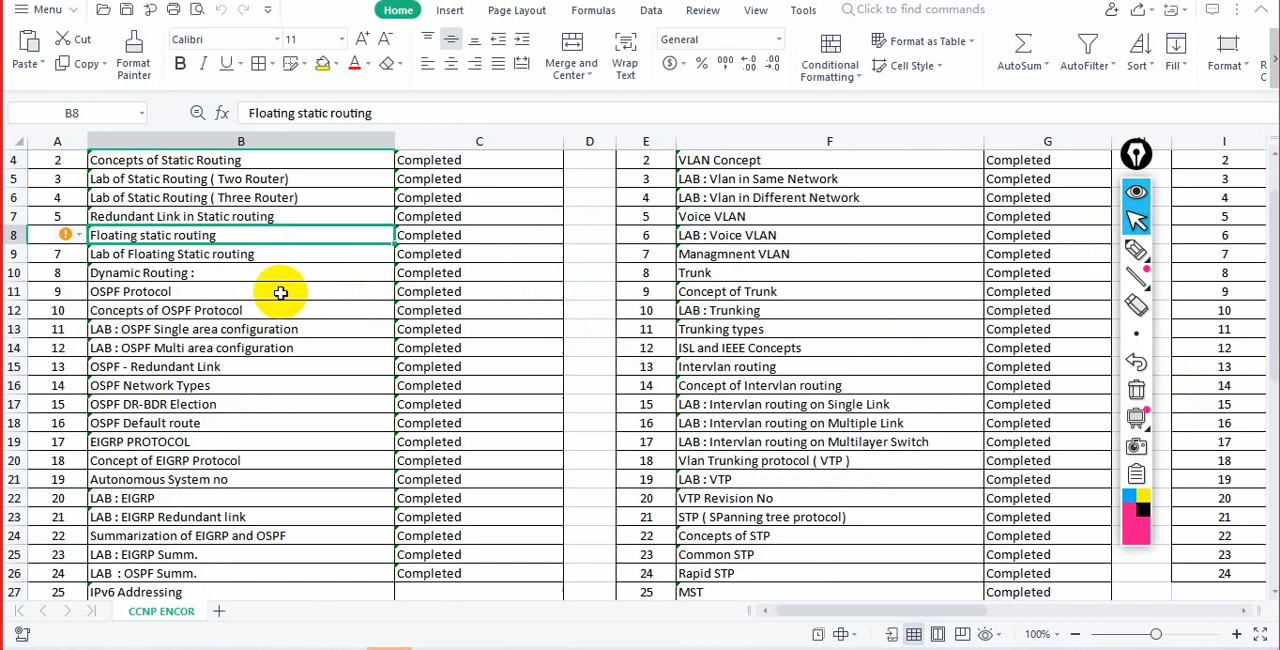 Menu
Home
Insert
Page Layout
Formulas
Data
Review
View
Tools
Click to find commands
Paste
Cut
Copy
Format Painter
Calibri
11
Merge and Center
Wrap Text
General
Conditional Formatting
Format as Table
Cell Style
AutoSum
AutoFilter
Sort
Fill
Format
B8
fx
Floating static routing
A B C D E F G I
4 2 Concepts of Static Routing Completed 2 VLAN Concept Completed 2
5 3 Lab of Static Routing ( Two Router) Completed 3 LAB : Vlan in Same Network Completed 3
6 4 Lab of Static Routing ( Three Router) Completed 4 LAB : Vlan in Different Network Completed 4
7 5 Redundant Link in Static routing Completed 5 Voice VLAN Completed 5
8 Floating static routing Completed 6 LAB : Voice VLAN Completed 6
9 7 Lab of Floating Static routing Completed 7 Managmnent VLAN Completed 7
10 8 Dynamic Routing : Completed 8 Trunk Completed 8
11 9 OSPF Protocol Completed 9 Concept of Trunk Completed 9
12 10 Concepts of OSPF Protocol Completed 10 LAB : Trunking Completed 10
13 11 LAB : OSPF Single area configuration Completed 11 Trunking types Completed 11
14 12 LAB : OSPF Multi area configuration Completed 12 ISL and IEEE Concepts Completed 12
15 13 OSPF - Redundant Link Completed 13 Intervlan routing Completed 13
16 14 OSPF Network Types Completed 14 Concept of Intervlan routing Completed 14
17 15 OSPF DR-BDR Election Completed 15 LAB : Intervlan routing on Single Link Completed 15
18 16 OSPF Default route Completed 16 LAB : Intervlan routing on Multiple Link Completed 16
19 17 EIGRP PROTOCOL Completed 17 LAB : Intervlan routing on Multilayer Switch Completed 17
20 18 Concept of EIGRP Protocol Completed 18 Vlan Trunking protocol ( VTP ) Completed 18
21 19 Autonomous System no Completed 19 LAB : VTP Completed 19
22 20 LAB : EIGRP Completed 20 VTP Revision No Completed 20
23 21 LAB : EIGRP Redundant link Completed 21 STP ( SPanning tree protocol) Completed 21
24 22 Summarization of EIGRP and OSPF Completed 22 Concepts of STP Completed 22
25 23 LAB : EIGRP Summ. Completed 23 Common STP Completed 23
26 24 LAB : OSPF Summ. Completed 24 Rapid STP Completed 24
27 25 IPv6 Addressing 25 MST Completed
CCNP ENCOR
100%